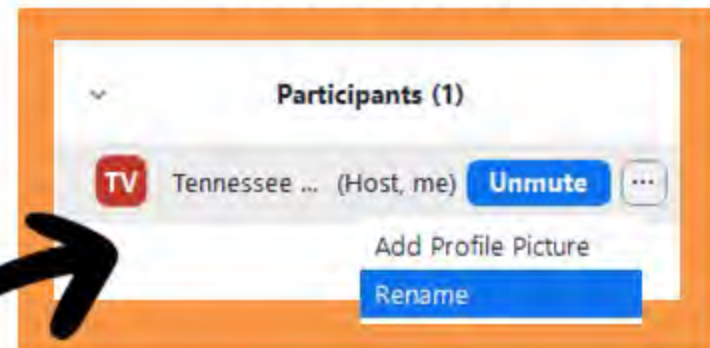 Participants (1)
TV Tennessee ... (Host, me) Unmute ...
Add Profile Picture
Rename